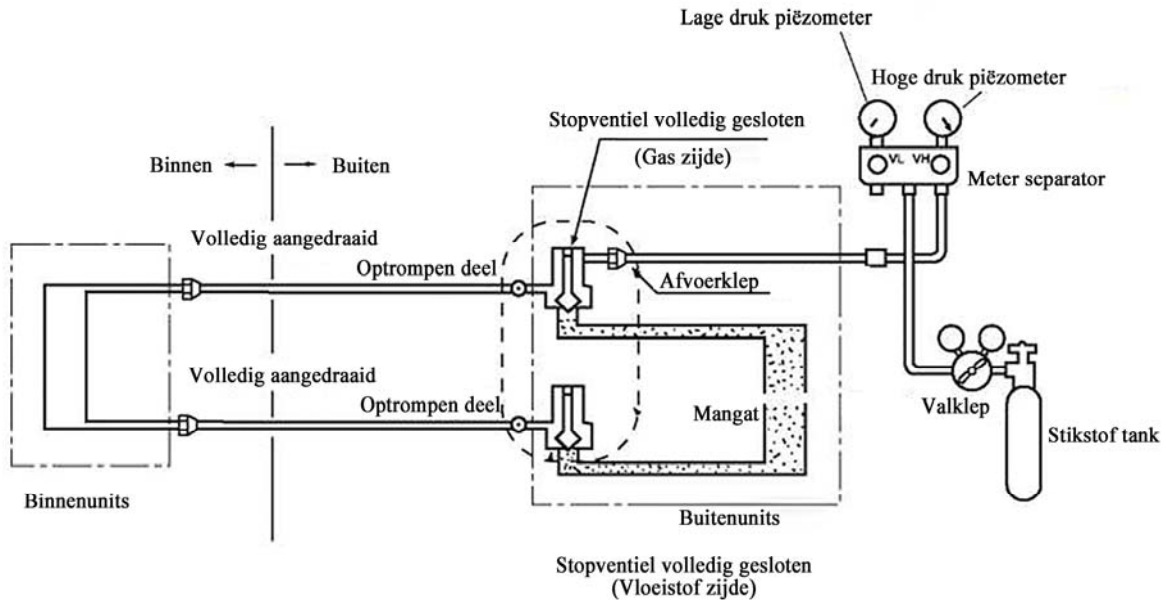 Lage druk piëzometer
Hoge druk piëzometer
Stopventiel volledig gesloten
(Gas zijde)
Binnen
Buiten
VL VH
Meter separator
Volledig aangedraaid
Optrompen deel
Afvoerklep
Volledig aangedraaid
Optrompen deel
Mangat
Valklep
Stikstof tank
Binnenunits
Buitenunits
Stopventiel volledig gesloten
(Vloeistof zijde)